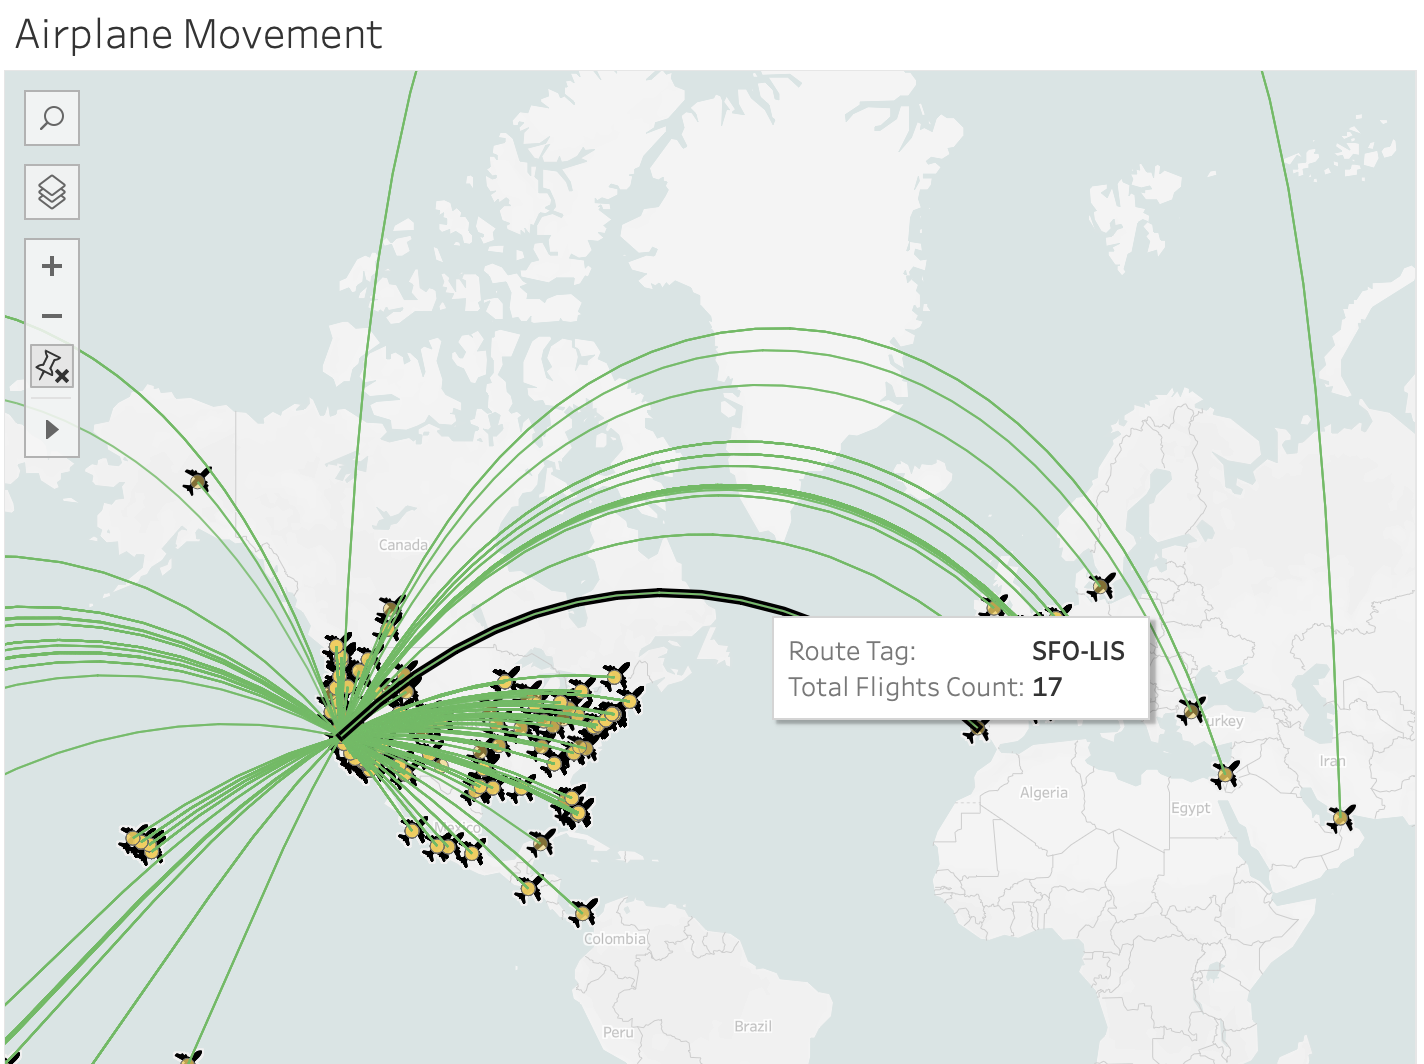 Airplane Movement
Canada
Route Tag: SFO-LIS
Total Flights Count: 17
urkey
Iran
Algeria
Egypt
Mexico
Colombia
Peru
Brazil